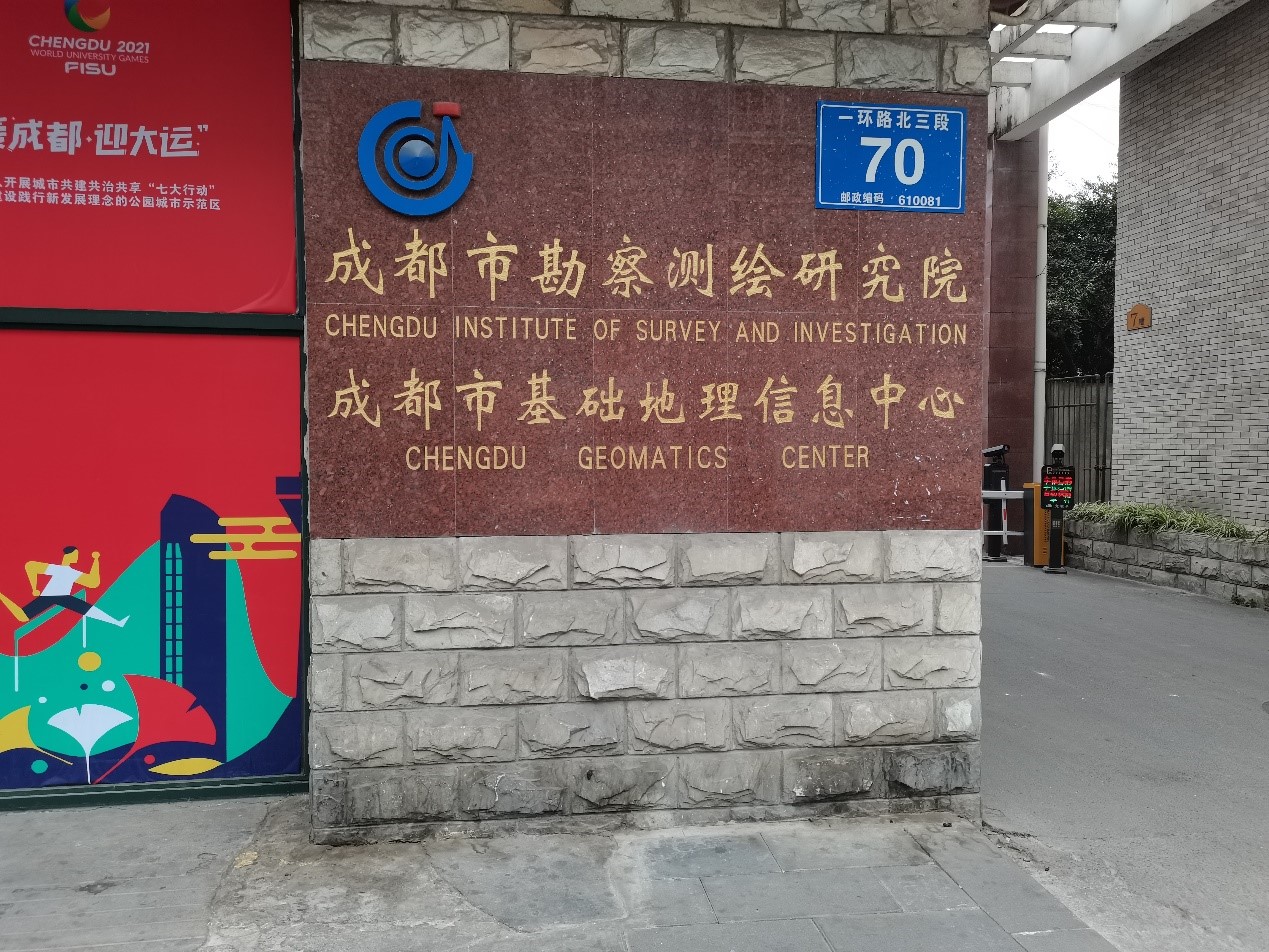 CHENGDU 2021
WORLD UNIVERSITY GAMES
FISU
成都·迎大运”
开展城市共建共治共享“七大行动”
设践行新发展理念的公园城市示范区
一环路北三段
70
邮政编码 610081
成都市勘察测绘研究院
CHENGDU INSTITUTE OF SURVEY AND INVESTIGATION
成都市基础地理信息中心
CHENGDU GEOMATICS CENTER
7